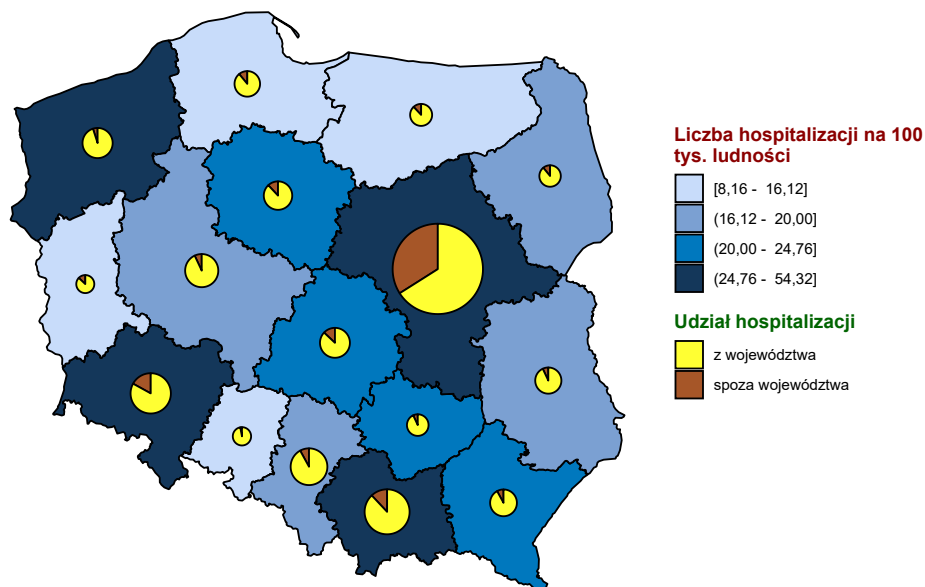 Liczba hospitalizacji na 100
tys. ludności
[8,16 - 16,12]
(16,12 - 20,00]
(20,00 - 24,76]
(24,76 - 54,32]
Udział hospitalizacji
z województwa
spoza województwa